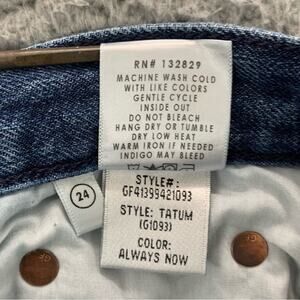 RN# 132829
MACHINE WASH COLD
WITH LIKE COLORS
GENTLE CYCLE
INSIDE OUT
DO NOT BLEACH
HANG DRY OR TUMBLE
DRY LOW HEAT
WARM IRON IF NEEDED
INDIGO MAY BLEED
24
STYLE#:
GF41399421093
STYLE: TATUM
(G1093)
COLOR:
ALWAYS NOW